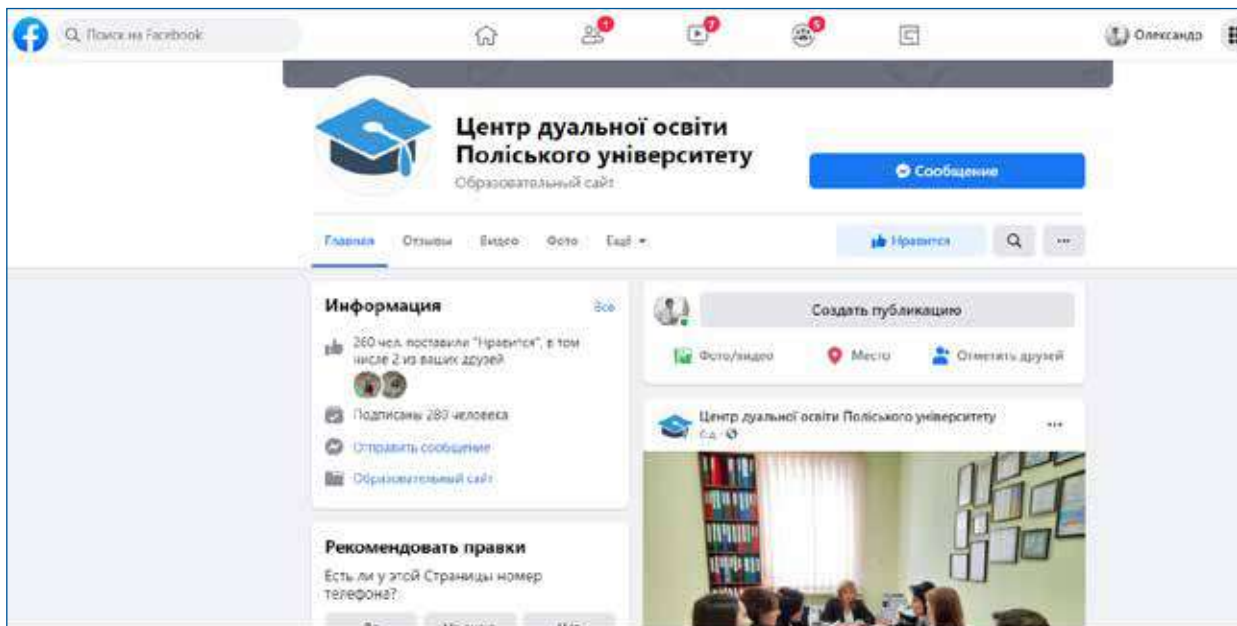 Поиск на Facebook
1
7
5
Олександр
Центр дуальної освіти
Поліського університету
Образовательный сайт
Сообщение
Главная Отзывы Видео Фото Ещё
Нравится
Информация Все
260 чел. поставили "Нравится", в том
числе 2 из ваших друзей
Подписаны 280 человека
Отправить сообщение
Образовательный сайт
Рекомендовать правки
Есть ли у этой Страницы номер
телефона?
Создать публикацию
Фото/видео Место Отметить друзей
Центр дуальної освіти Поліського університету